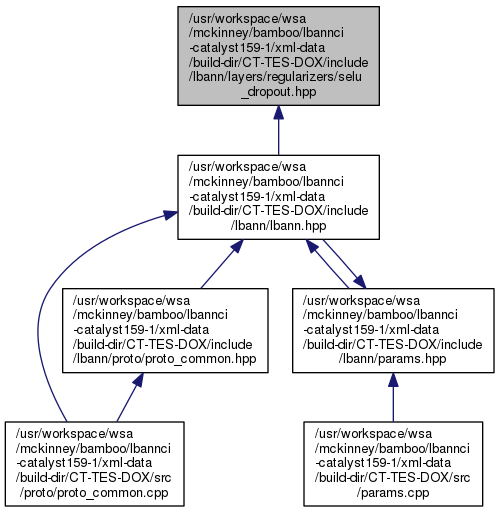 /usr/workspace/wsa
/mckinney/bamboo/lbannci
-catalyst159-1/xml-data
/build-dir/CT-TES-DOX/include
/lbann/layers/regularizers/selu
_dropout.hpp
/usr/workspace/wsa
/mckinney/bamboo/lbannci
-catalyst159-1/xml-data
/build-dir/CT-TES-DOX/include
/lbann/lbann.hpp
/usr/workspace/wsa
/mckinney/bamboo/lbannci
-catalyst159-1/xml-data
/build-dir/CT-TES-DOX/include
/lbann/proto/proto_common.hpp
/usr/workspace/wsa
/mckinney/bamboo/lbannci
-catalyst159-1/xml-data
/build-dir/CT-TES-DOX/include
/lbann/params.hpp
/usr/workspace/wsa
/mckinney/bamboo/lbannci
-catalyst159-1/xml-data
/build-dir/CT-TES-DOX/src
/proto/proto_common.cpp
/usr/workspace/wsa
/mckinney/bamboo/lbannci
-catalyst159-1/xml-data
/build-dir/CT-TES-DOX/src
/params.cpp